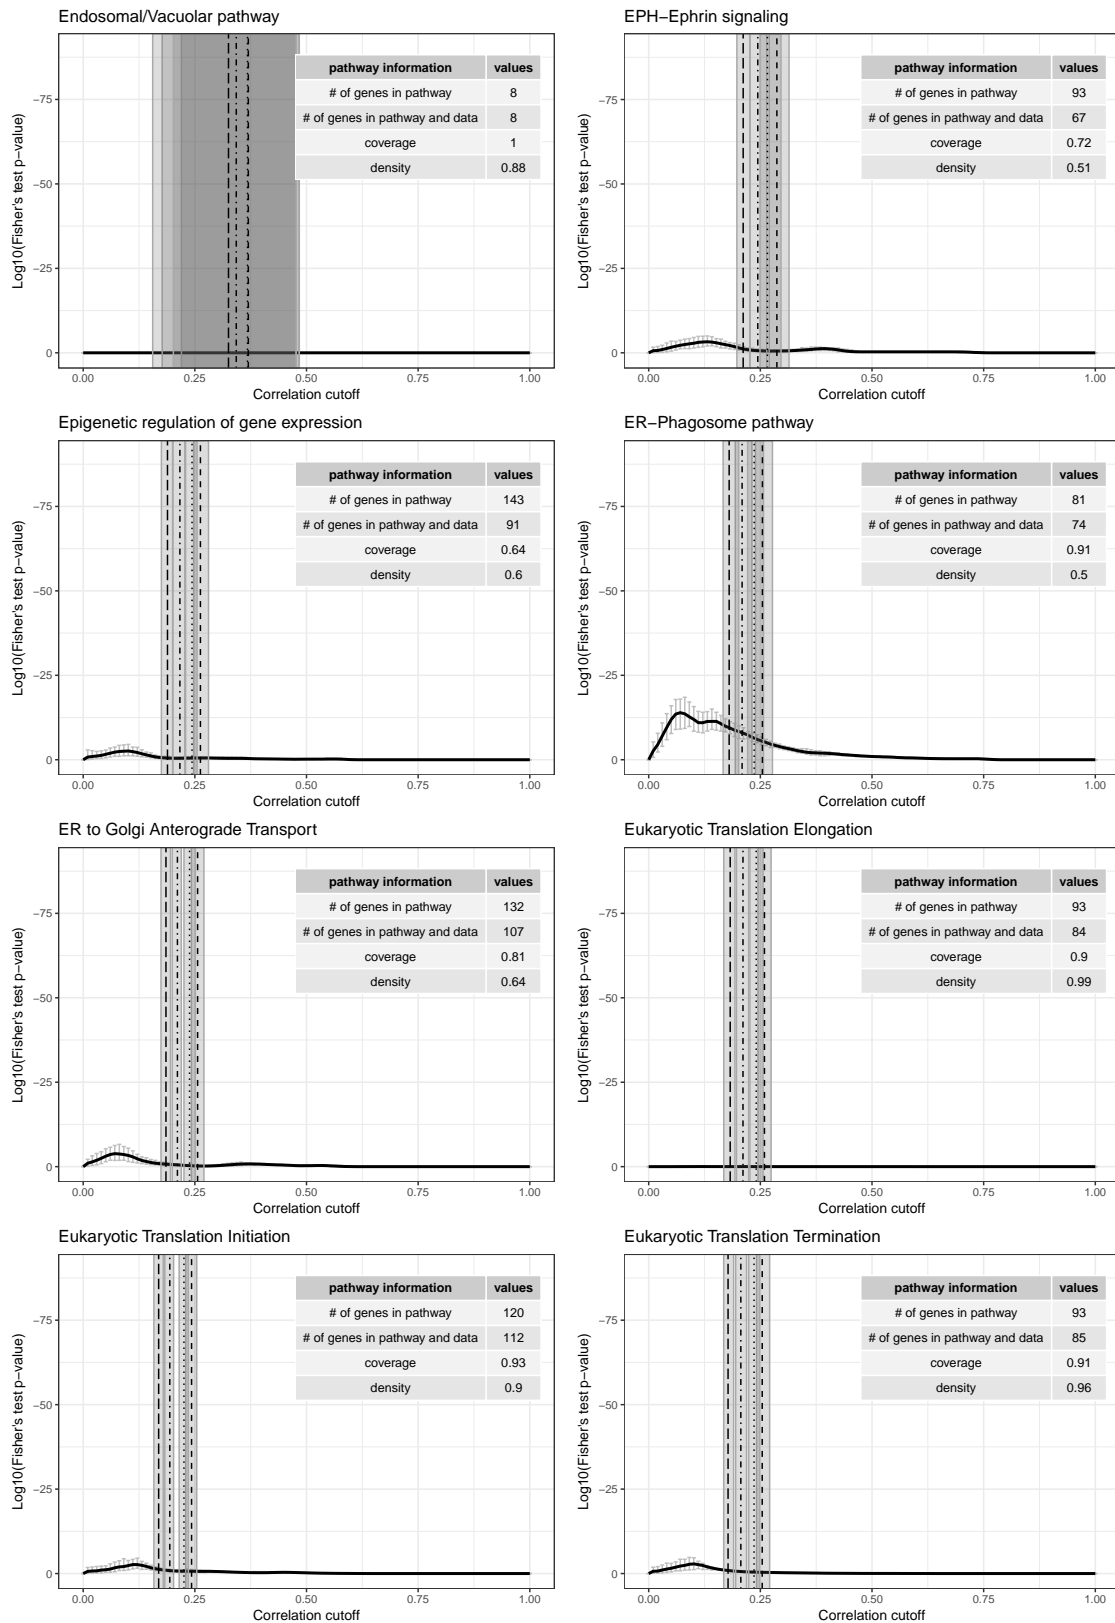 Endosomal/Vacuolar pathway
Log10(Fisher's test p−value)
−75
−50
−25
0
pathway information values
# of genes in pathway 8
# of genes in pathway and data 8
coverage 1
density 0.88
0.00 0.25 0.50 0.75 1.00
Correlation cutoff
EPH−Ephrin signaling
Log10(Fisher's test p−value)
−75
−50
−25
0
pathway information values
# of genes in pathway 93
# of genes in pathway and data 67
coverage 0.72
density 0.51
0.00 0.25 0.50 0.75 1.00
Correlation cutoff
Epigenetic regulation of gene expression
Log10(Fisher's test p−value)
−75
−50
−25
0
pathway information values
# of genes in pathway 143
# of genes in pathway and data 91
coverage 0.64
density 0.6
0.00 0.25 0.50 0.75 1.00
Correlation cutoff
ER−Phagosome pathway
Log10(Fisher's test p−value)
−75
−50
−25
0
pathway information values
# of genes in pathway 81
# of genes in pathway and data 74
coverage 0.91
density 0.5
0.00 0.25 0.50 0.75 1.00
Correlation cutoff
ER to Golgi Anterograde Transport
Log10(Fisher's test p−value)
−75
−50
−25
0
pathway information values
# of genes in pathway 132
# of genes in pathway and data 107
coverage 0.81
density 0.64
0.00 0.25 0.50 0.75 1.00
Correlation cutoff
Eukaryotic Translation Elongation
Log10(Fisher's test p−value)
−75
−50
−25
0
pathway information values
# of genes in pathway 93
# of genes in pathway and data 84
coverage 0.9
density 0.99
0.00 0.25 0.50 0.75 1.00
Correlation cutoff
Eukaryotic Translation Initiation
Log10(Fisher's test p−value)
−75
−50
−25
0
pathway information values
# of genes in pathway 120
# of genes in pathway and data 112
coverage 0.93
density 0.9
0.00 0.25 0.50 0.75 1.00
Correlation cutoff
Eukaryotic Translation Termination
Log10(Fisher's test p−value)
−75
−50
−25
0
pathway information values
# of genes in pathway 93
# of genes in pathway and data 85
coverage 0.91
density 0.96
0.00 0.25 0.50 0.75 1.00
Correlation cutoff